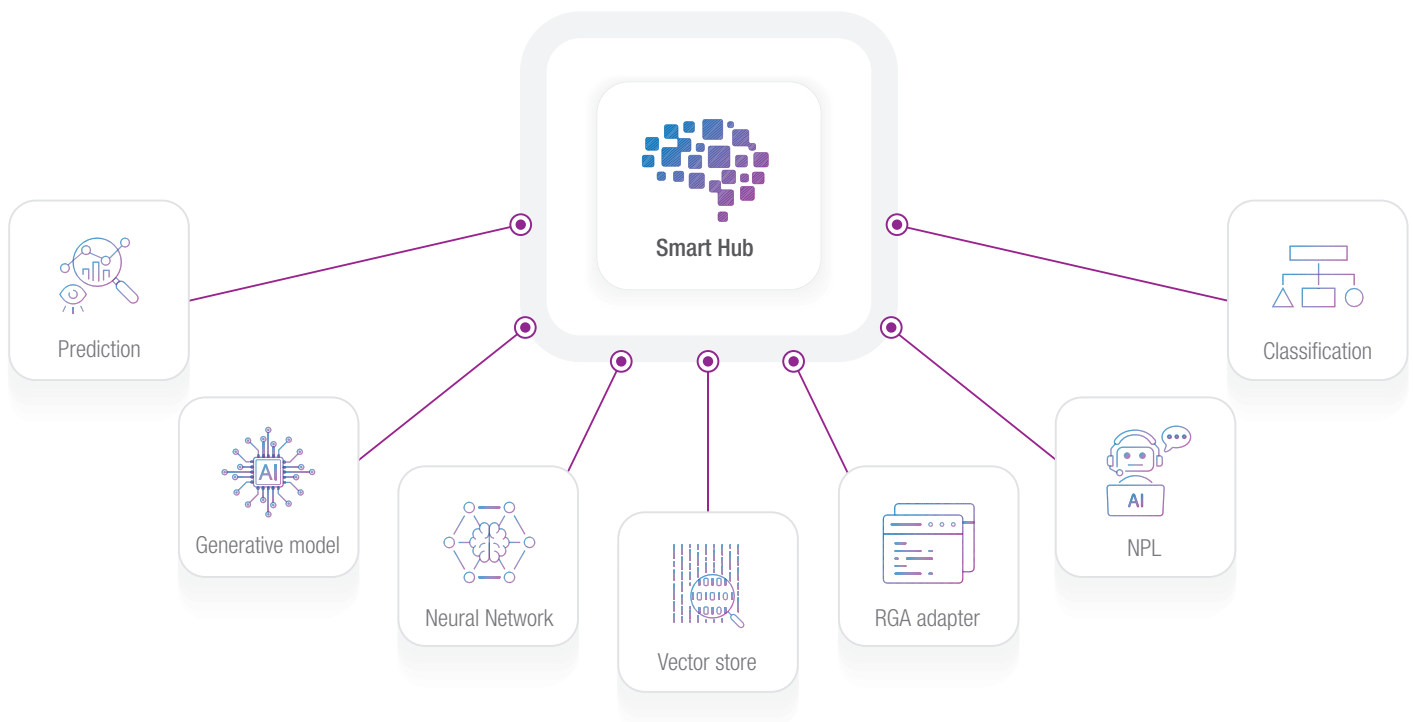 Smart Hub
Prediction
Classification
AI
Generative model
AI
NPL
Neural Network
RGA adapter
Vector store